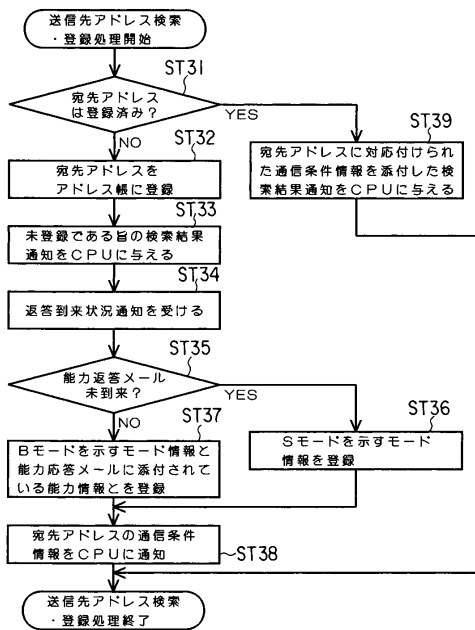 送信先アドレス検索
・登録処理開始
ST31
宛先アドレス
は登録済み?
YES
NO
ST32
ST39
宛先アドレスを
アドレス帳に登録
宛先アドレスに対応付けられ
た通信条件情報を添付した検
索結果通知をCPUに与える
ST33
未登録である旨の検索結果
通知をCPUに与える
ST34
返答到来状況通知を受ける
ST35
能力返答メール
未到来?
YES
NO
ST37
ST36
Bモードを示すモード情報と
能力応答メールに添付されて
いる能力情報とを登録
Sモードを示すモード
情報を登録
宛先アドレスの通信条件
情報をCPUに通知
ST38
送信先アドレス検索
・登録処理終了